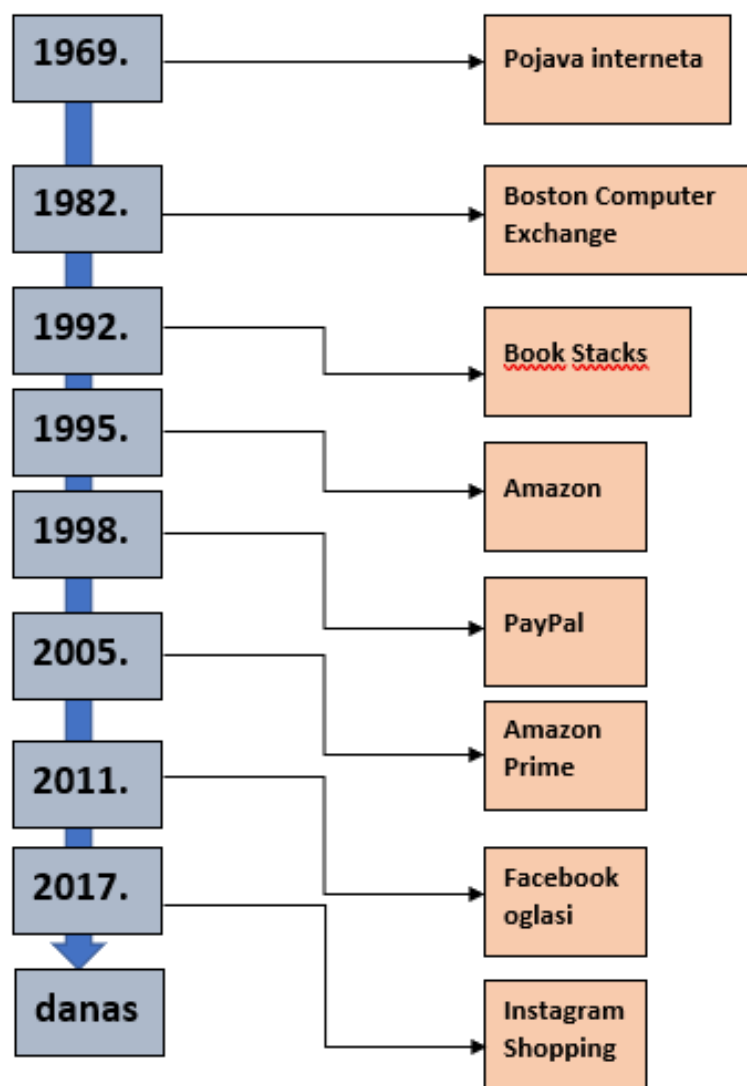 1969.
Pojava interneta
1982.
Boston Computer
Exchange
1992.
Book Stacks
1995.
Amazon
1998.
PayPal
2005.
Amazon
Prime
2011.
Facebook
oglasi
2017.
Instagram
Shopping
danas